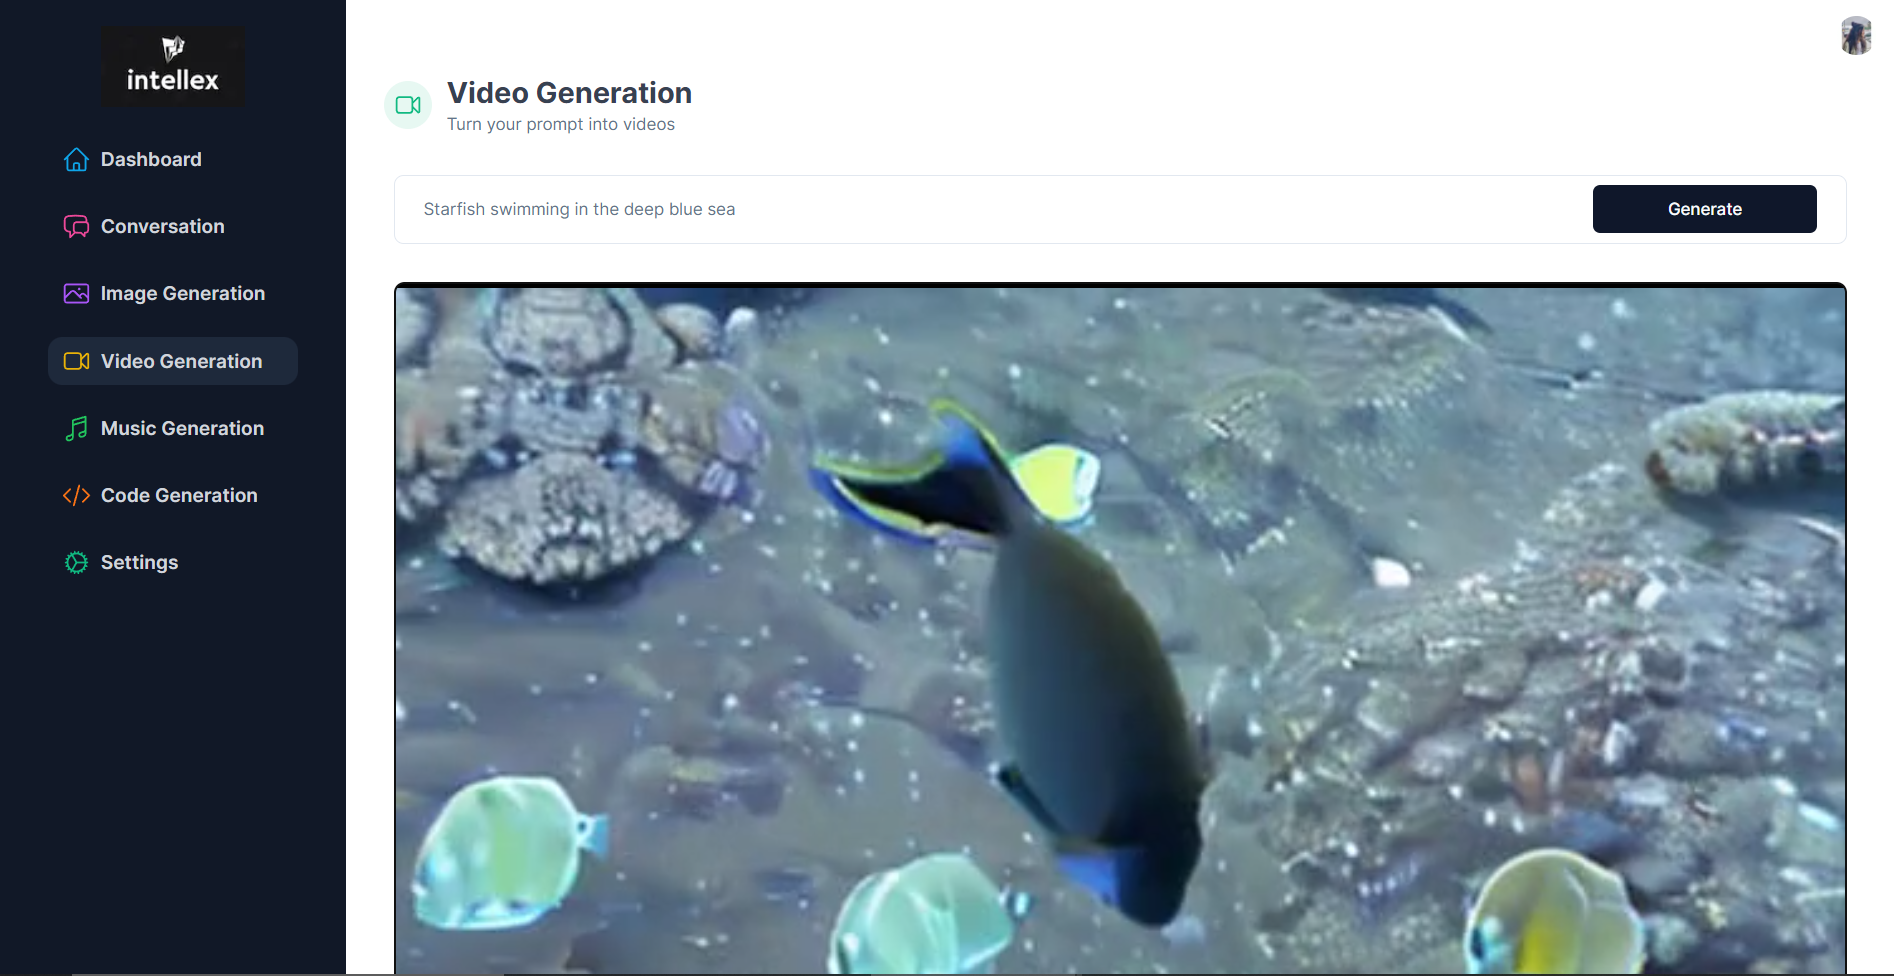 intellex
Dashboard
Conversation
Image Generation
Video Generation
Music Generation
Code Generation
Settings
Video Generation
Turn your prompt into videos
Starfish swimming in the deep blue sea
Generate